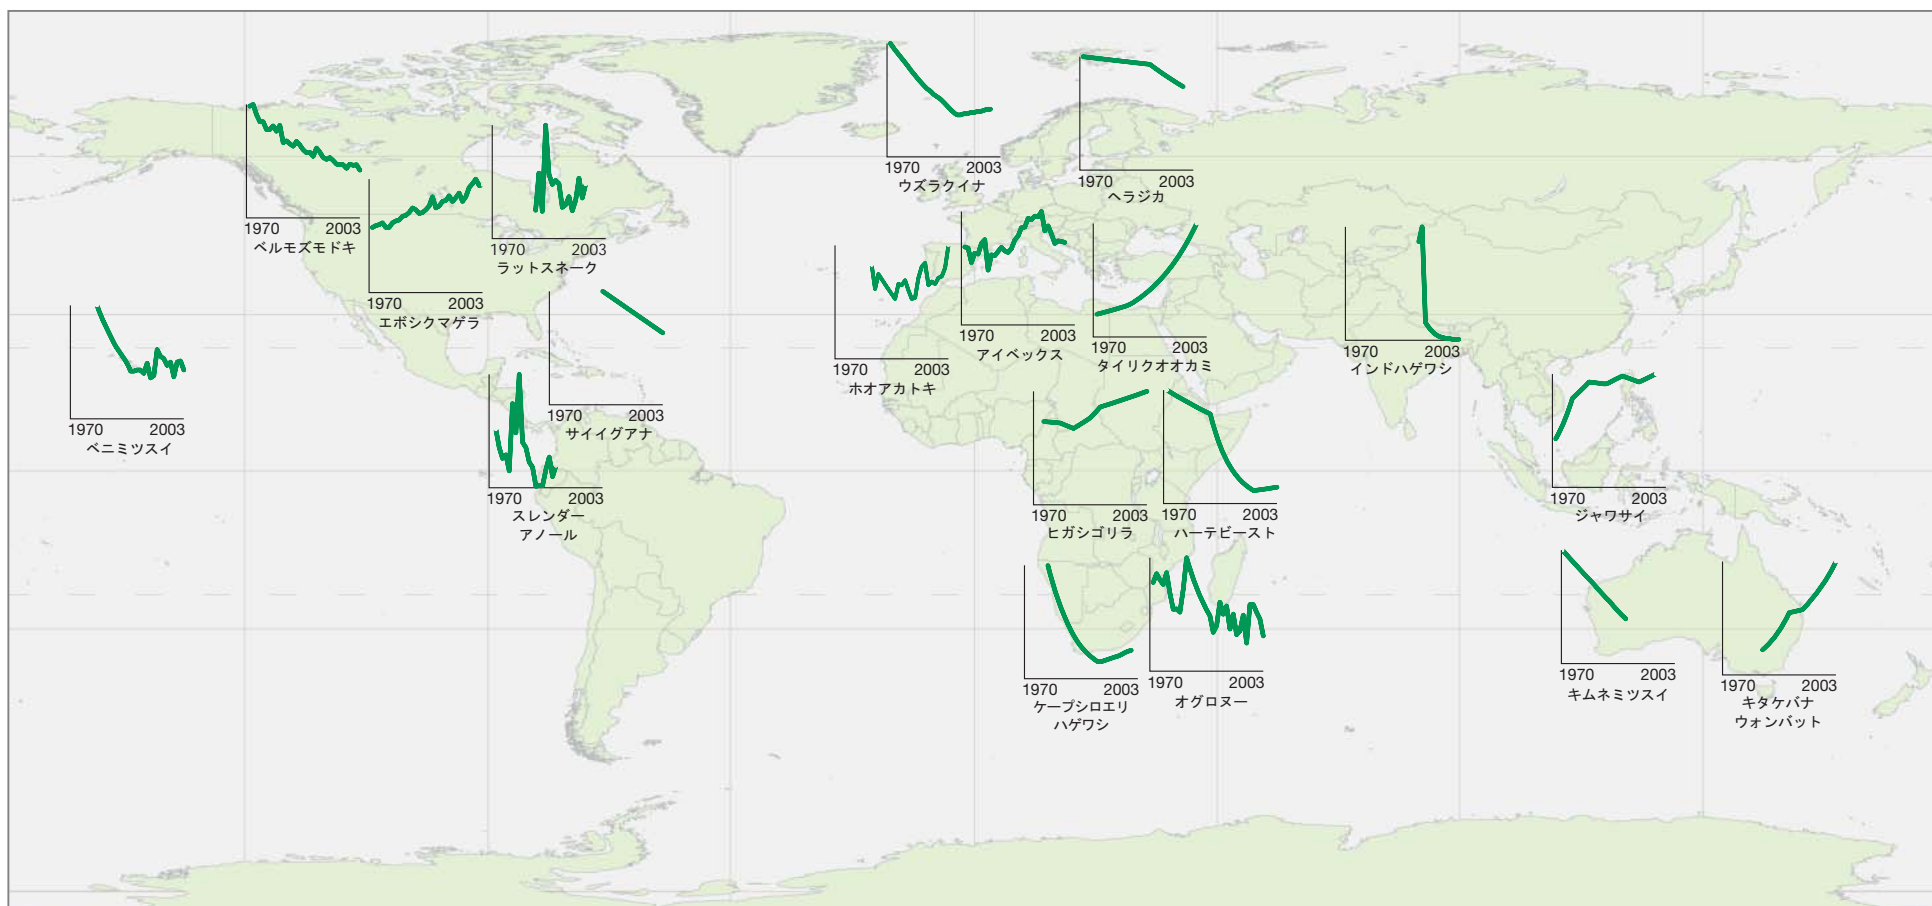 1970 2003
ウズラクイナ
1970 2003
ヘラジカ
1970 2003
ベルモズモドキ
1970 2003
エボシクマゲラ
1970 2003
ラットスネーク
1970 2003
ホオアカトキ
1970 2003
アイベックス
1970 2003
タイリクオオカミ
1970 2003
インドハゲワシ
1970 2003
ベニミツスイ
1970 2003
サイイグアナ
1970 2003
スレンダー
アノール
1970 2003
ヒガシゴリラ
1970 2003
ハーテビースト
1970 2003
ジャワサイ
1970 2003
ケープシロエリ
ハゲワシ
1970 2003
オグロヌー
1970 2003
キムネミツスイ
1970 2003
キタケバナ
ウォンバット